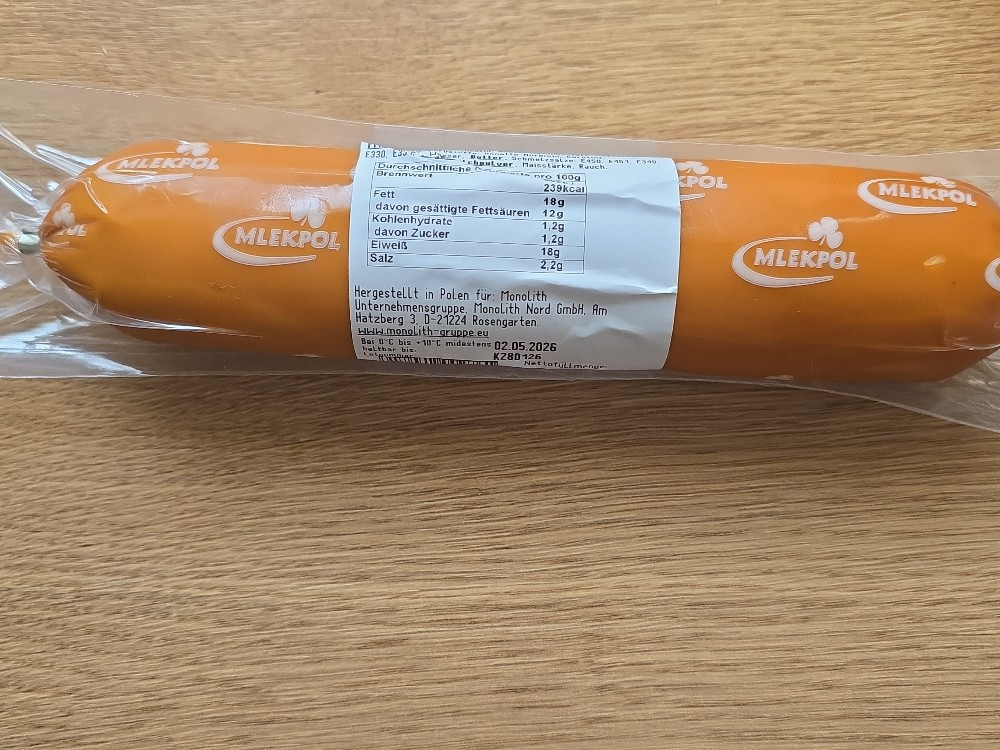 MLEKPOL
MLEKPOL
MLEKPOL
MLEKPOL
E330,
Wasser, Butter, Schmelzsalze: E450, E451, E340,
Maisstärke, Rauch.
Durchschnittliche pro 100g
Brennwert 239kcal
Fett 18g
davon gesättigte Fettsäuren 12g
Kohlenhydrate 1,2g
davon Zucker 1,2g
Eiweiß 18g
Salz 2,2g
Hergestellt in Polen für: Monolith
Unternehmensgruppe, Monolith Nord GmbH, Am
Hatzberg 3, D-21224 Rosengarten.
www.monolith-gruppe.eu
Bei 0°C bis +10°C midestens 02.05.2026
haltbar bis:
K280126
Nettofüllmenge